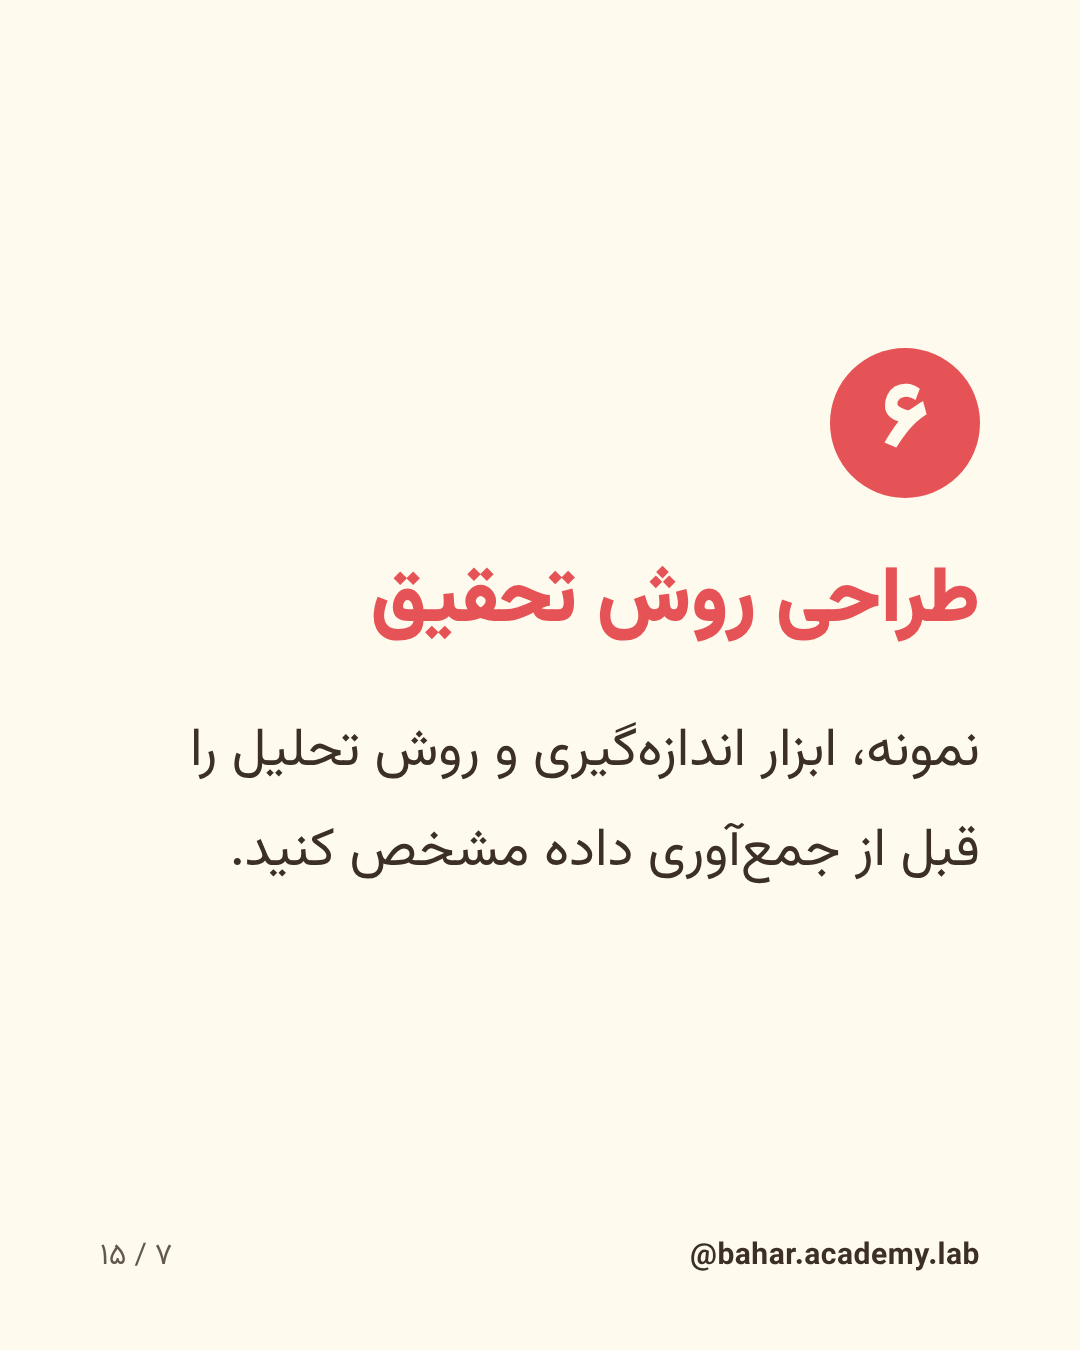 ۶
طراحی روش تحقیق
نمونه، ابزار اندازه‌گیری و روش تحلیل را
قبل از جمع‌آوری داده مشخص کنید.
@bahar.academy.lab
۷ / ۱۵